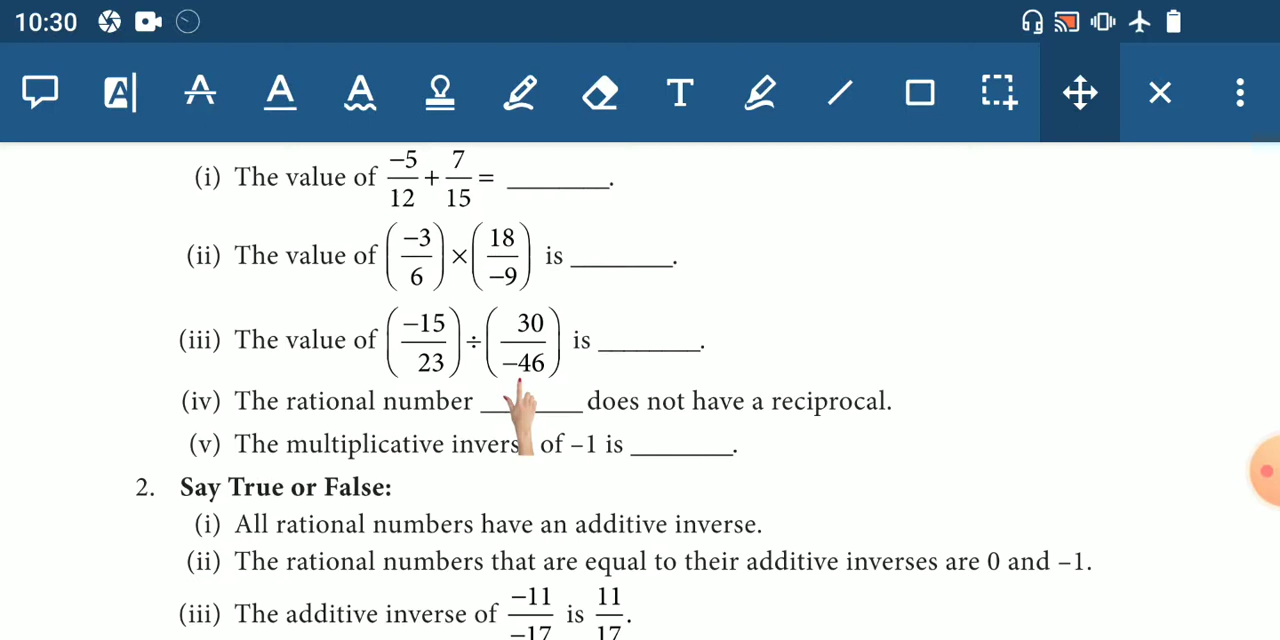 10:30
(i) The value of −5/12 + 7/15 = ________.
(ii) The value of (−3/6) × (18/−9) is ________.
(iii) The value of (−15/23) ÷ (30/−46) is ________.
(iv) The rational number ________ does not have a reciprocal.
(v) The multiplicative invers of –1 is ________.
2. Say True or False:
(i) All rational numbers have an additive inverse.
(ii) The rational numbers that are equal to their additive inverses are 0 and –1.
(iii) The additive inverse of −11/−17 is 11/17.